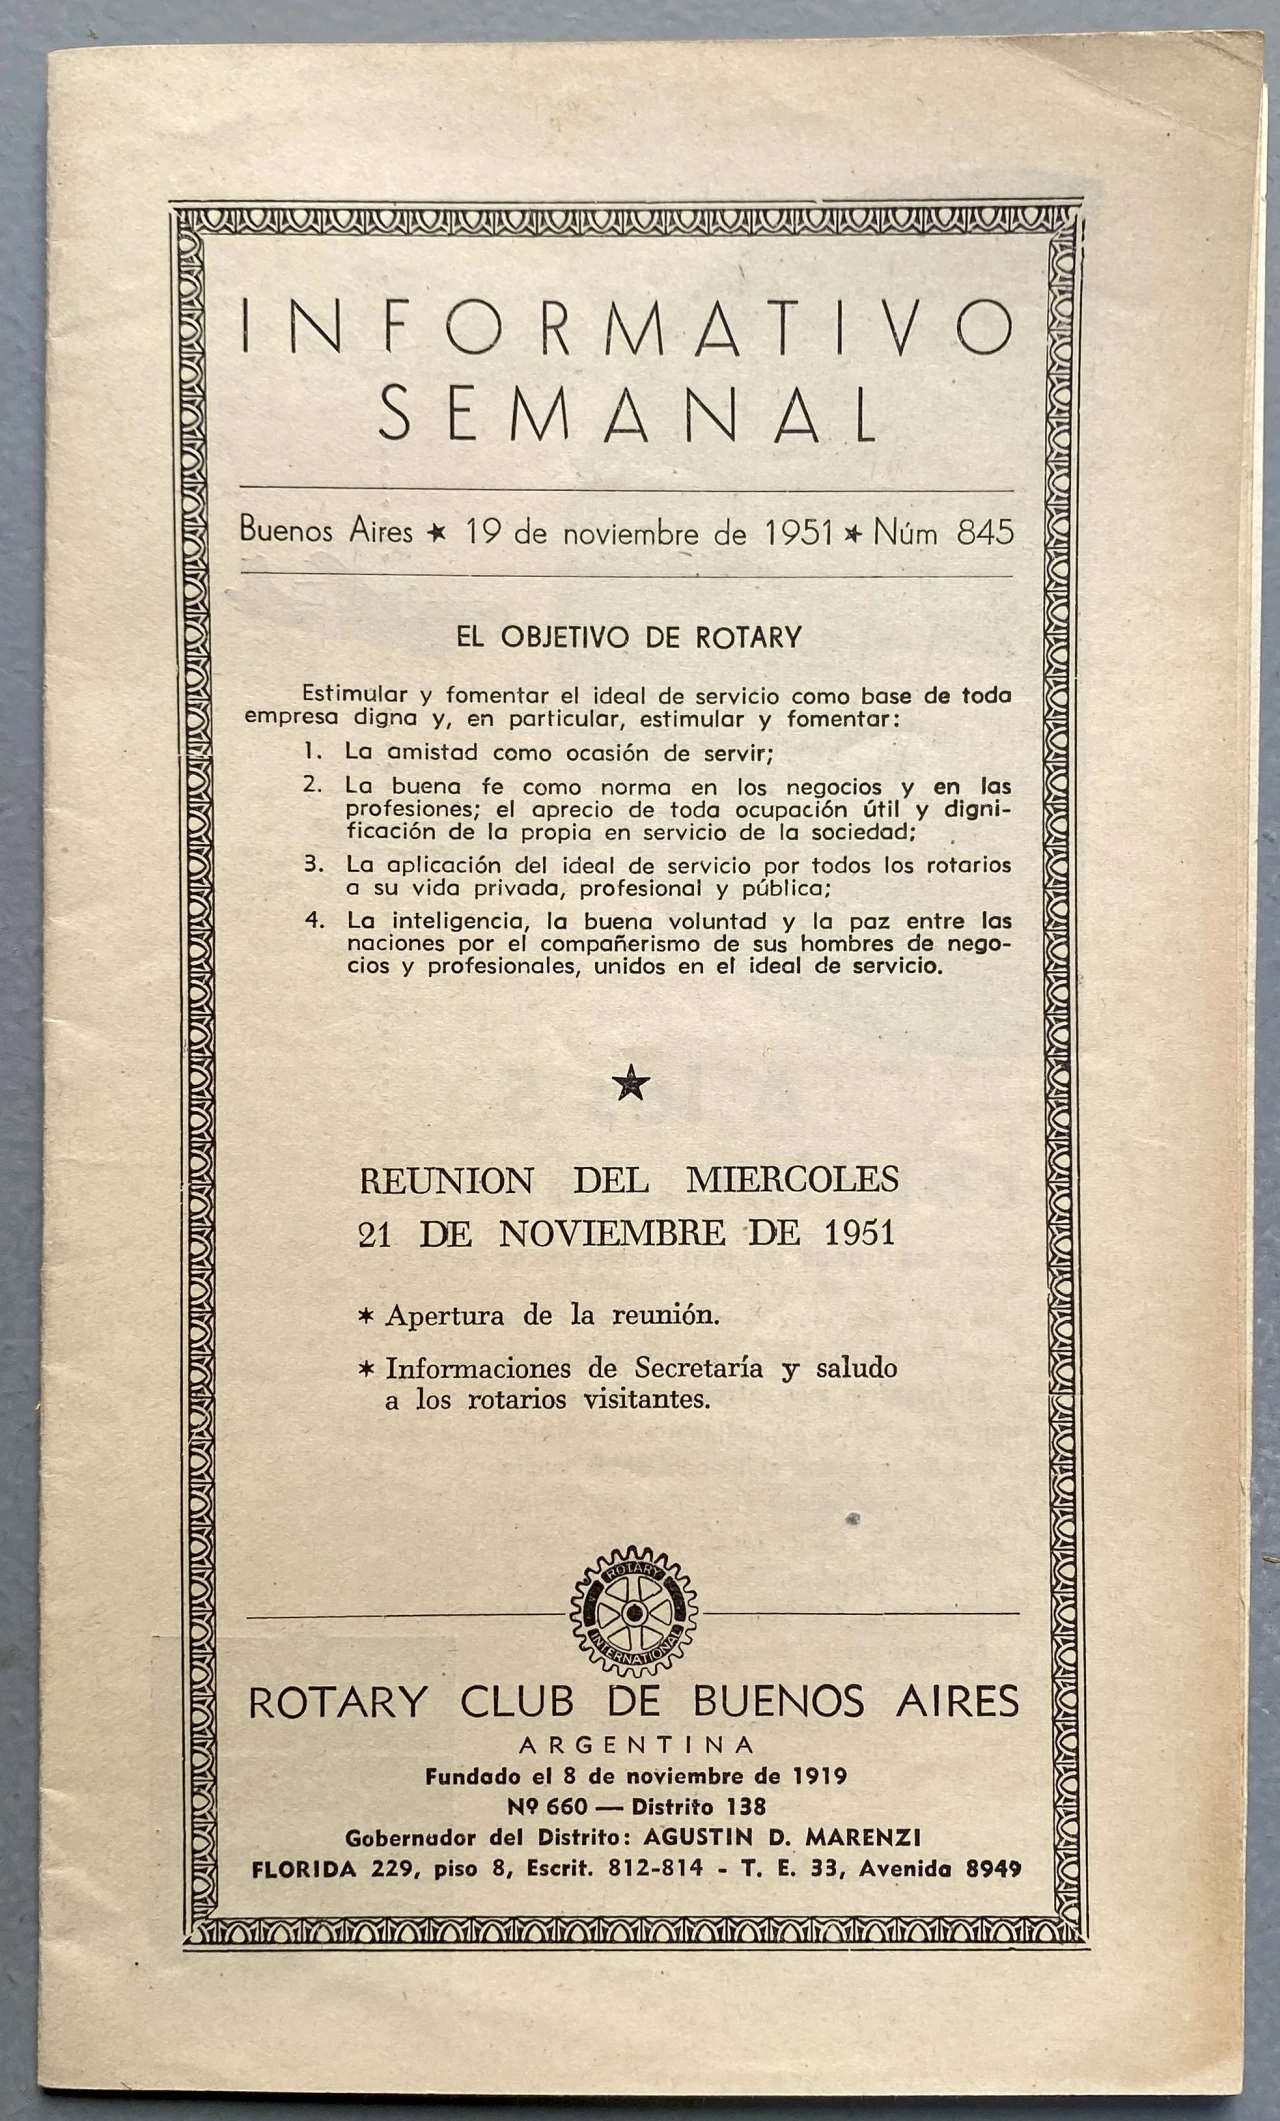 INFORMATIVO
SEMANAL
Buenos Aires ★ 19 de noviembre de 1951 ★ Núm 845
EL OBJETIVO DE ROTARY
Estimular y fomentar el ideal de servicio como base de toda
empresa digna y, en particular, estimular y fomentar:
1. La amistad como ocasión de servir;
2. La buena fe como norma en los negocios y en las
profesiones; el aprecio de toda ocupación útil y digni-
ficación de la propia en servicio de la sociedad;
3. La aplicación del ideal de servicio por todos los rotarios
a su vida privada, profesional y pública;
4. La inteligencia, la buena voluntad y la paz entre las
naciones por el compañerismo de sus hombres de nego-
cios y profesionales, unidos en el ideal de servicio.
★
REUNION DEL MIERCOLES
21 DE NOVIEMBRE DE 1951
* Apertura de la reunión.
* Informaciones de Secretaría y saludo
a los rotarios visitantes.
ROTARY
INTERNATIONAL
ROTARY CLUB DE BUENOS AIRES
ARGENTINA
Fundado el 8 de noviembre de 1919
Nº 660 — Distrito 138
Gobernador del Distrito: AGUSTIN D. MARENZI
FLORIDA 229, piso 8, Escrit. 812-814 - T. E. 33, Avenida 8949